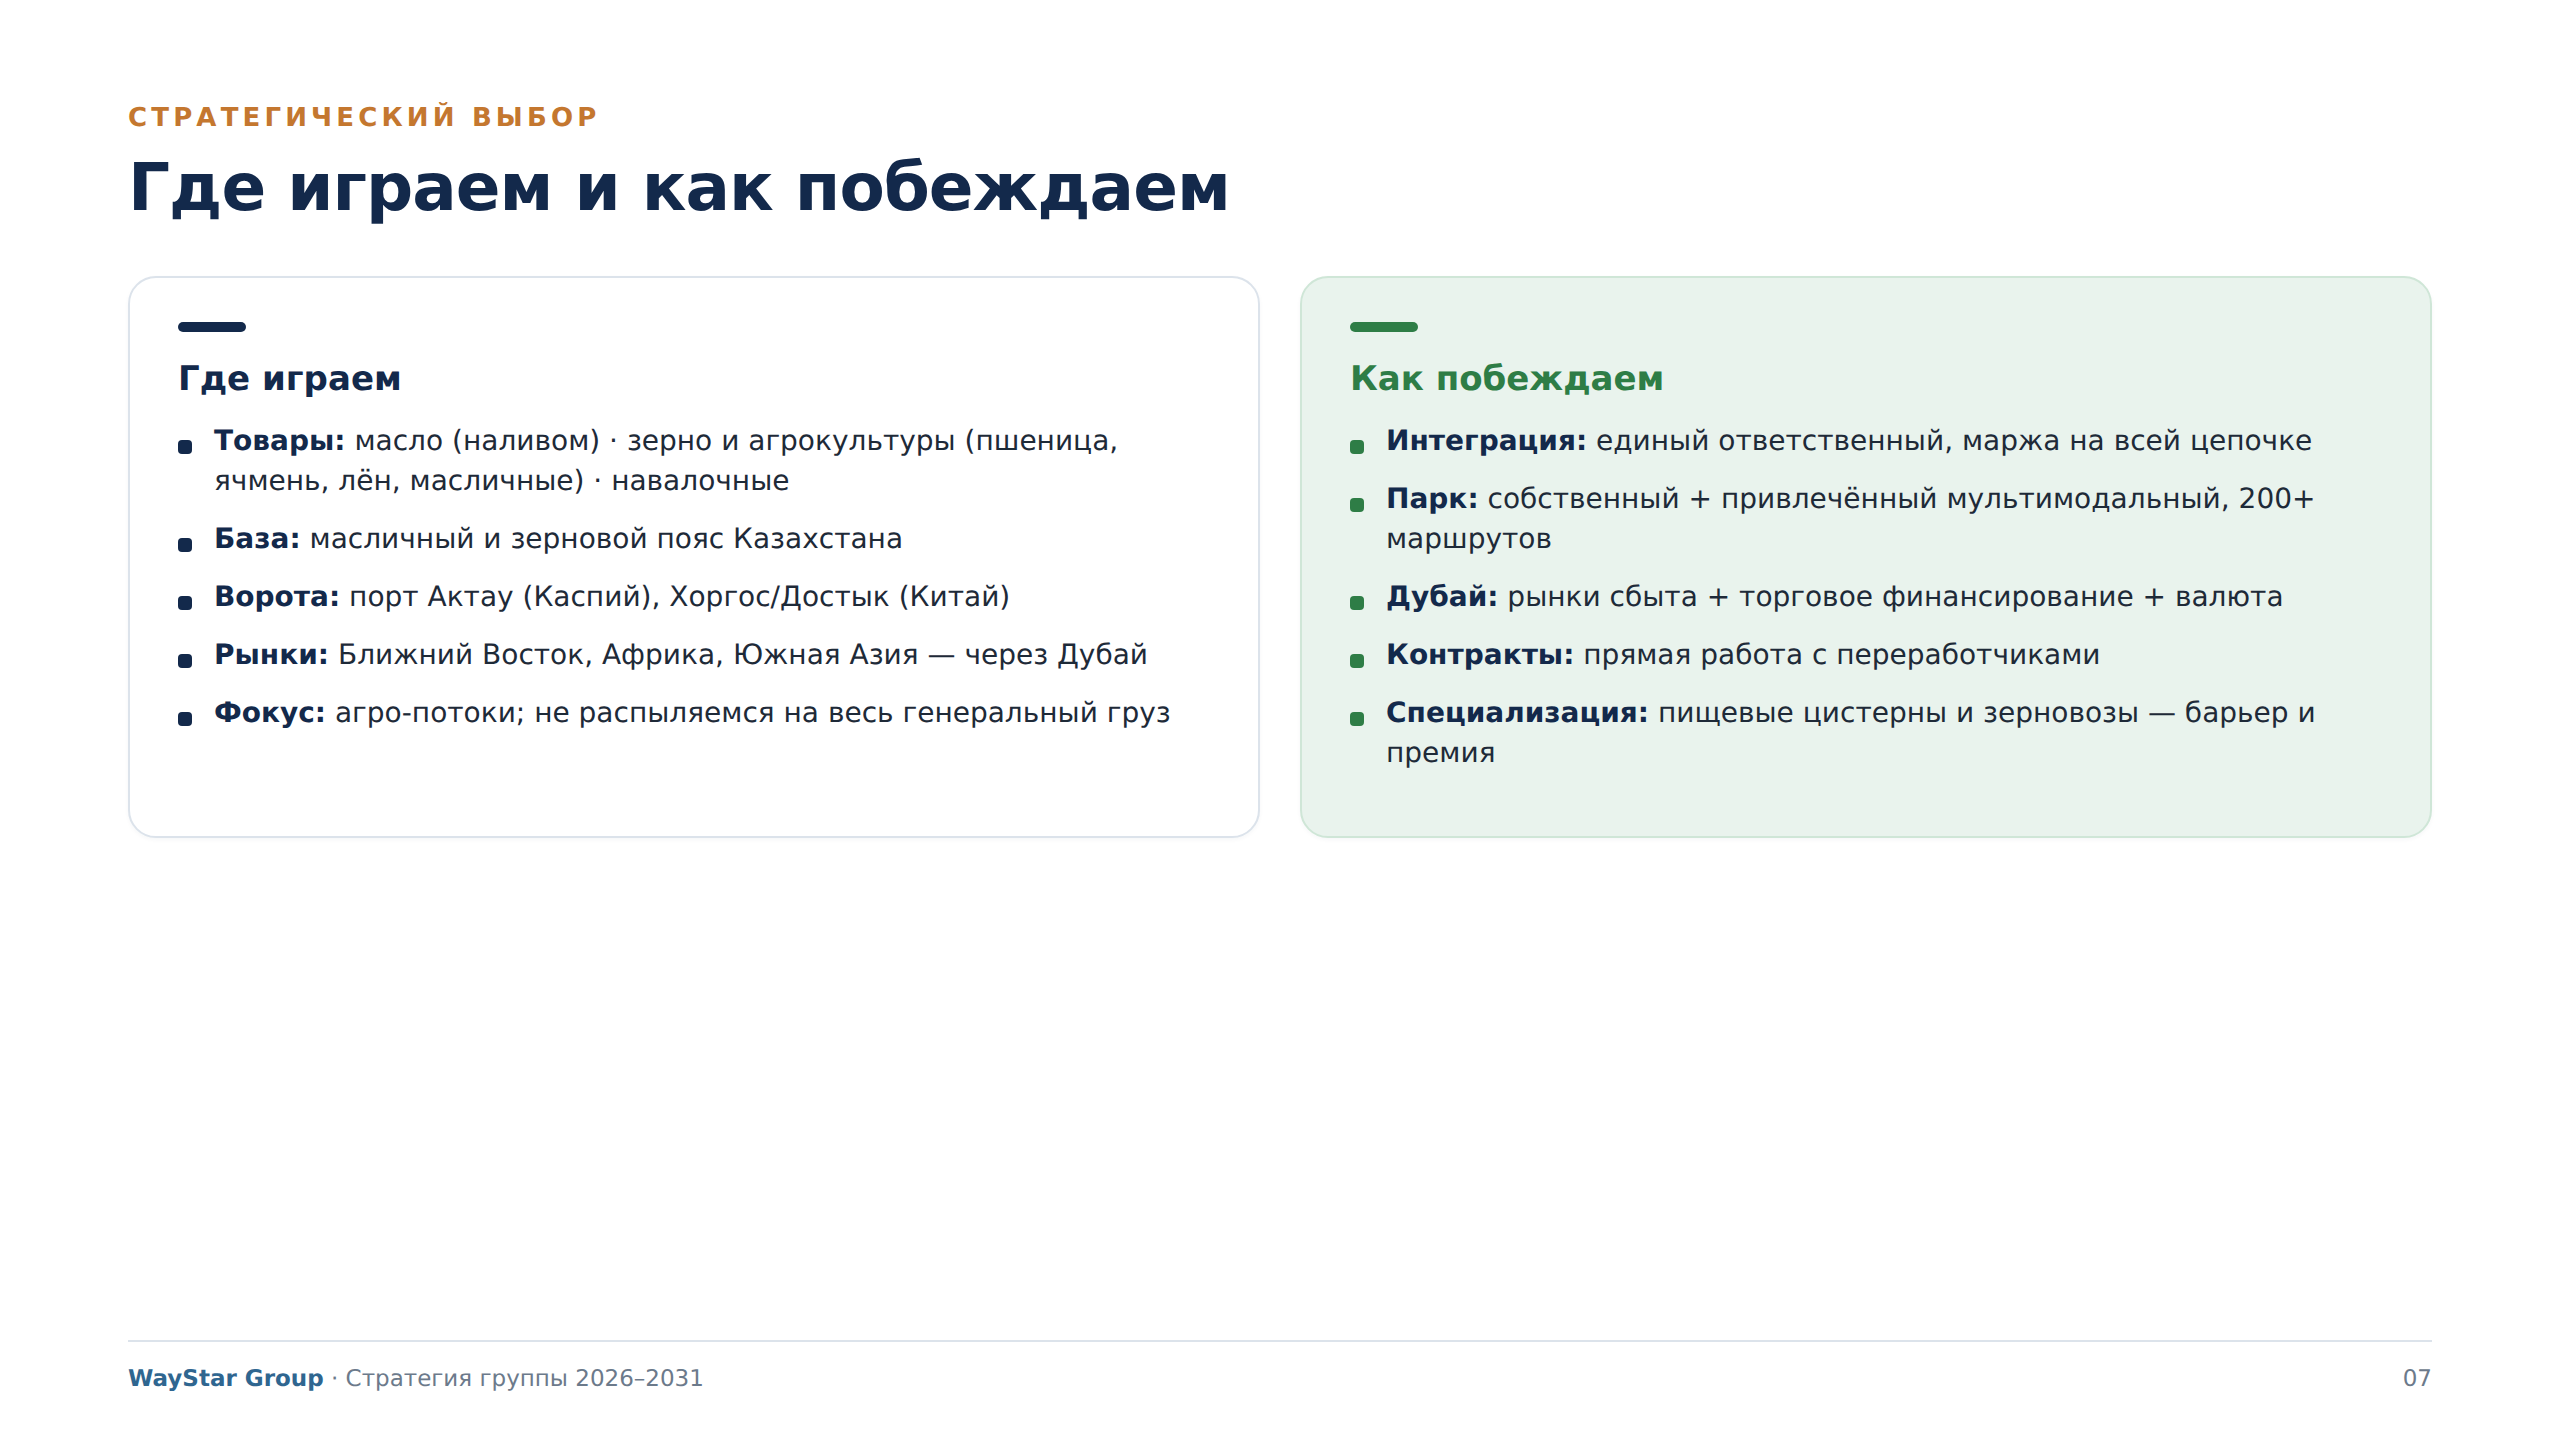 СТРАТЕГИЧЕСКИЙ ВЫБОР
Где играем и как побеждаем
Где играем
Товары: масло (наливом) · зерно и агрокультуры (пшеница,
ячмень, лён, масличные) · навалочные
База: масличный и зерновой пояс Казахстана
Ворота: порт Актау (Каспий), Хоргос/Достык (Китай)
Рынки: Ближний Восток, Африка, Южная Азия — через Дубай
Фокус: агро-потоки; не распыляемся на весь генеральный груз
Как побеждаем
Интеграция: единый ответственный, маржа на всей цепочке
Парк: собственный + привлечённый мультимодальный, 200+
маршрутов
Дубай: рынки сбыта + торговое финансирование + валюта
Контракты: прямая работа с переработчиками
Специализация: пищевые цистерны и зерновозы — барьер и
премия
WayStar Group · Стратегия группы 2026–2031
07